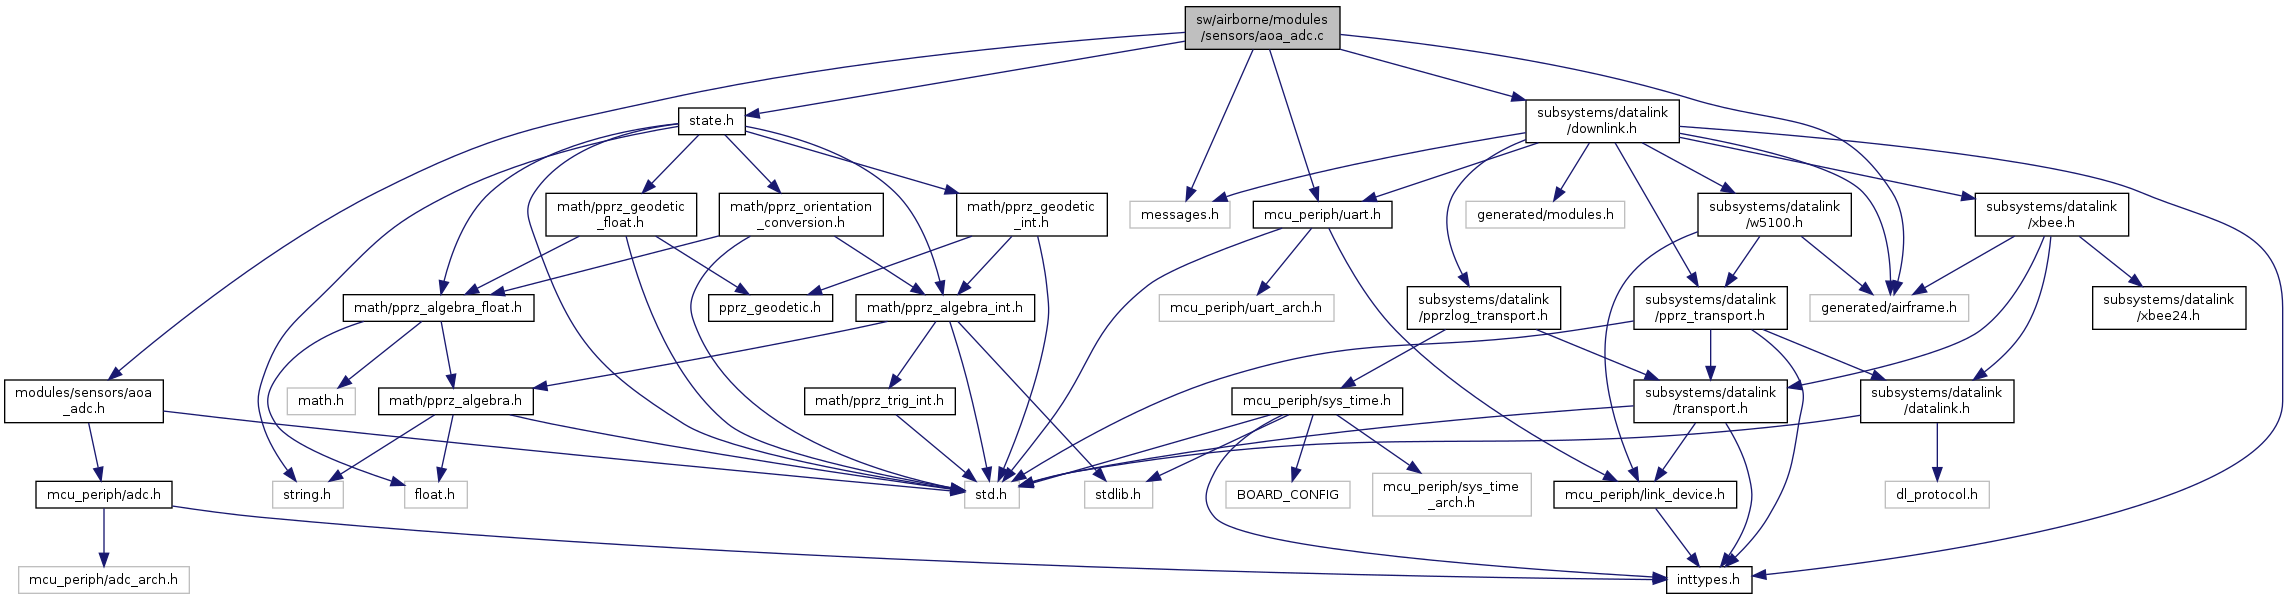 sw/airborne/modules
/sensors/aoa_adc.c
state.h
subsystems/datalink
/downlink.h
math/pprz_geodetic
_float.h
math/pprz_orientation
_conversion.h
math/pprz_geodetic
_int.h
messages.h
mcu_periph/uart.h
generated/modules.h
subsystems/datalink
/w5100.h
subsystems/datalink
/xbee.h
math/pprz_algebra_float.h
pprz_geodetic.h
math/pprz_algebra_int.h
mcu_periph/uart_arch.h
subsystems/datalink
/pprzlog_transport.h
subsystems/datalink
/pprz_transport.h
generated/airframe.h
subsystems/datalink
/xbee24.h
modules/sensors/aoa
_adc.h
math.h
math/pprz_algebra.h
math/pprz_trig_int.h
mcu_periph/sys_time.h
subsystems/datalink
/transport.h
subsystems/datalink
/datalink.h
mcu_periph/adc.h
string.h
float.h
std.h
stdlib.h
BOARD_CONFIG
mcu_periph/sys_time
_arch.h
mcu_periph/link_device.h
dl_protocol.h
mcu_periph/adc_arch.h
inttypes.h